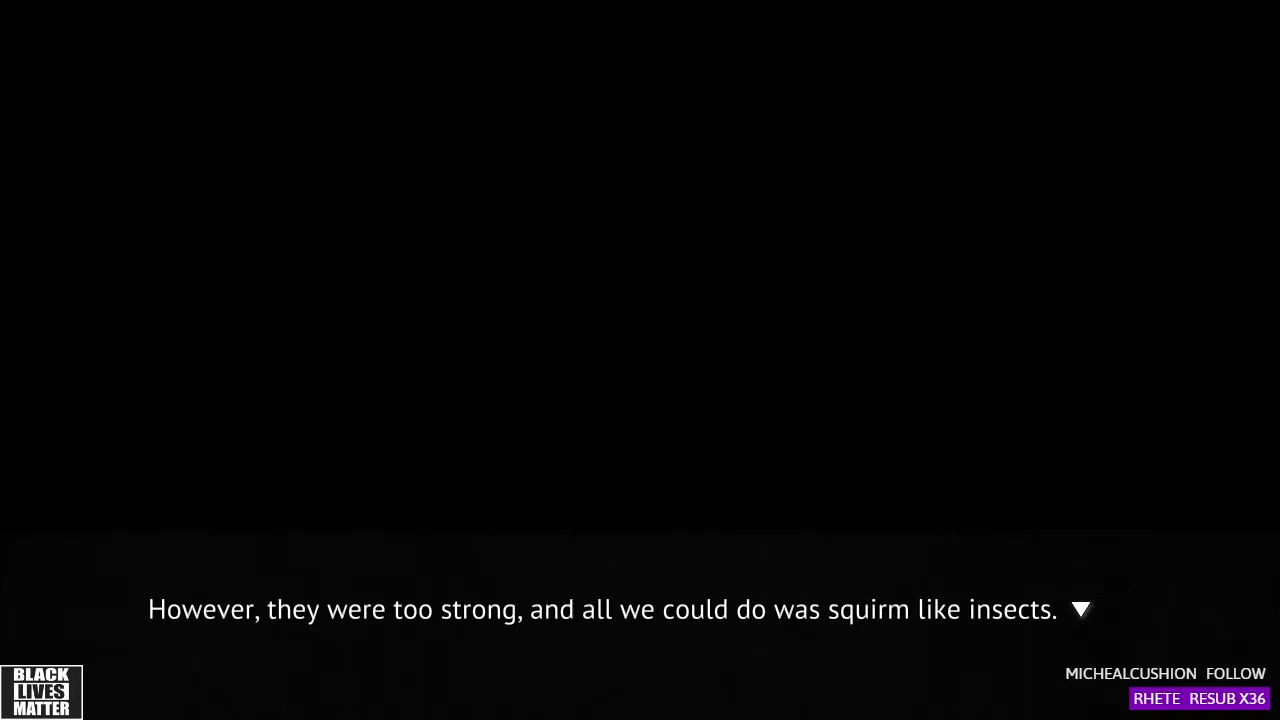 However, they were too strong, and all we could do was squirm like insects.
BLACK
LIVES
MATTER
MICHEALCUSHION FOLLOW
RHETE RESUB X36